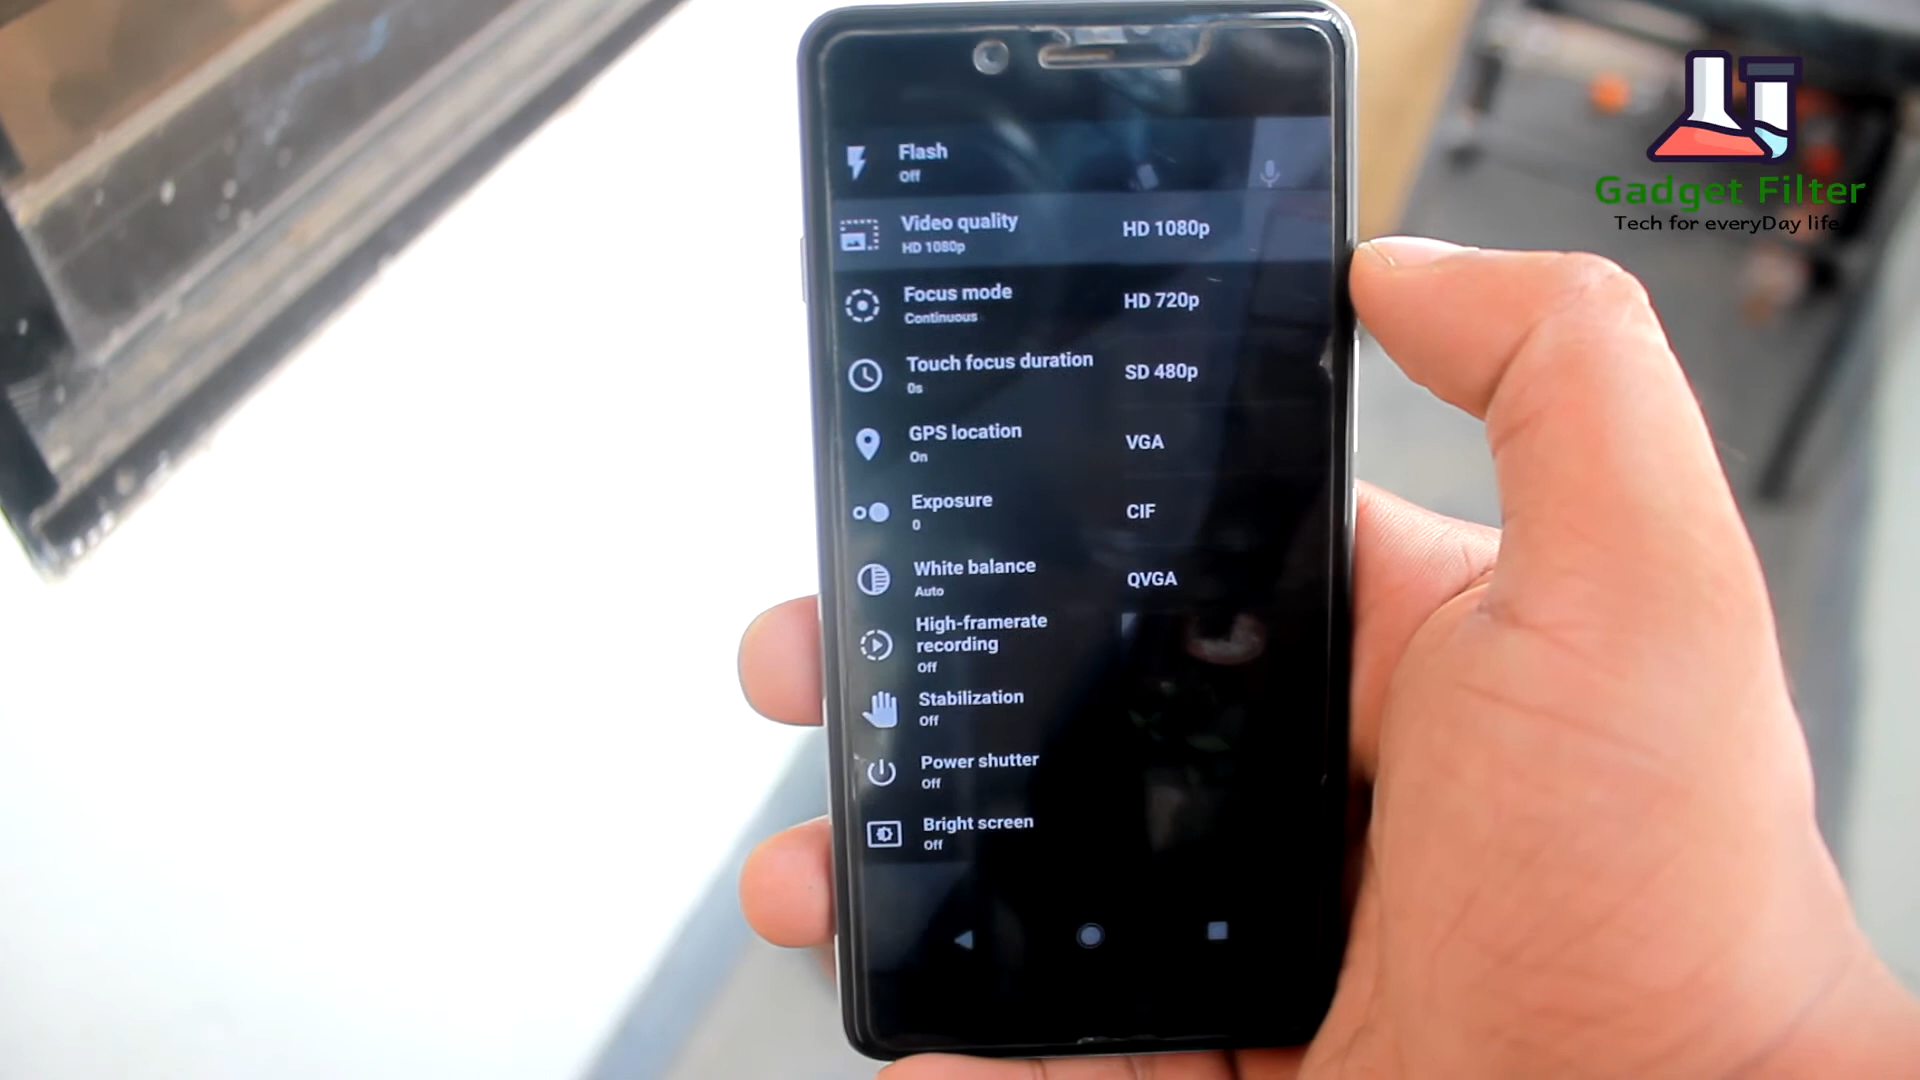 Gadget Filter
Tech for everyDay life
Flash
Off
Video quality
HD 1080p
Focus mode
Continuous
Touch focus duration
0s
GPS location
On
Exposure
0
White balance
Auto
High-framerate
recording
Off
Stabilization
Off
Power shutter
Off
Bright screen
Off
HD 1080p
HD 720p
SD 480p
VGA
CIF
QVGA